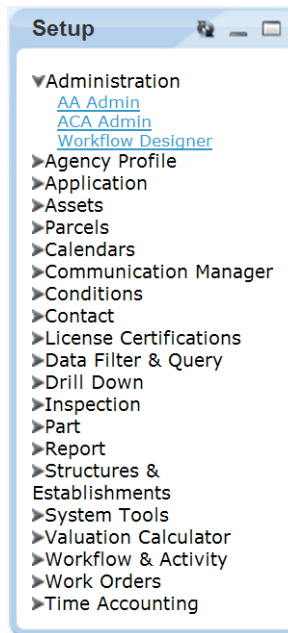 Setup
Administration
AA Admin
ACA Admin
Workflow Designer
Agency Profile
Application
Assets
Parcels
Calendars
Communication Manager
Conditions
Contact
License Certifications
Data Filter & Query
Drill Down
Inspection
Part
Report
Structures &
Establishments
System Tools
Valuation Calculator
Workflow & Activity
Work Orders
Time Accounting